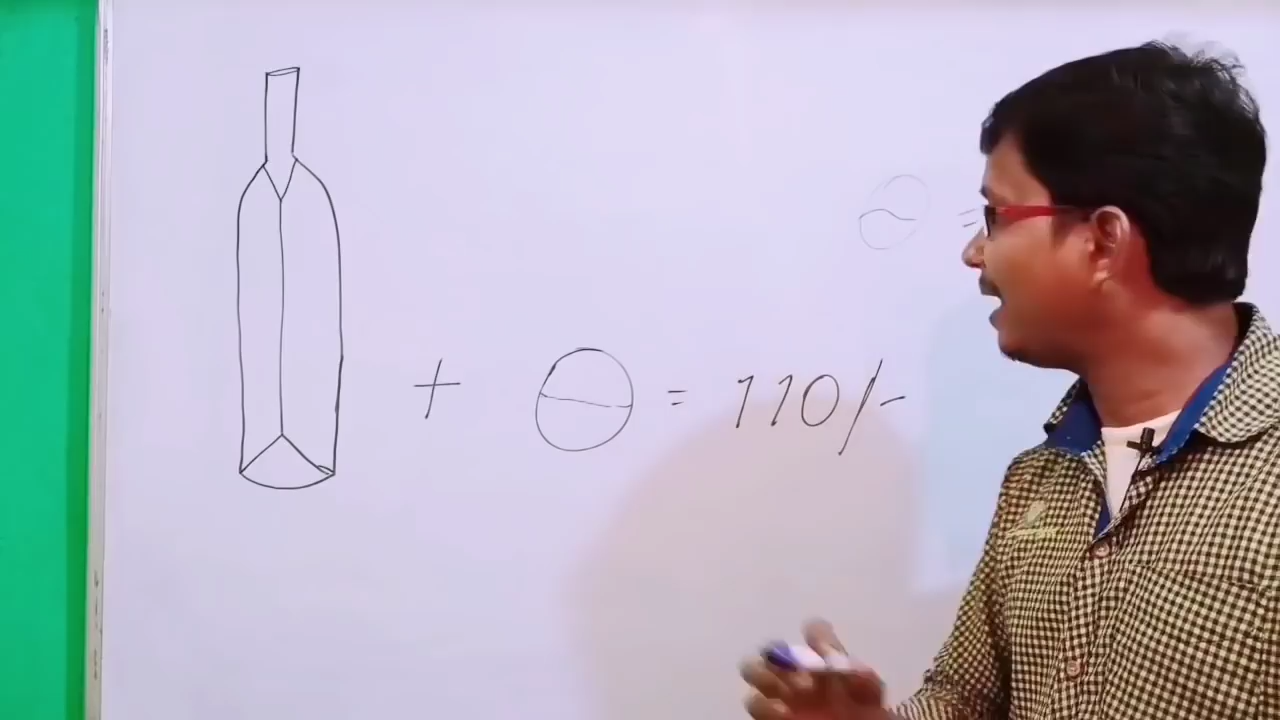 + = 110/-
=